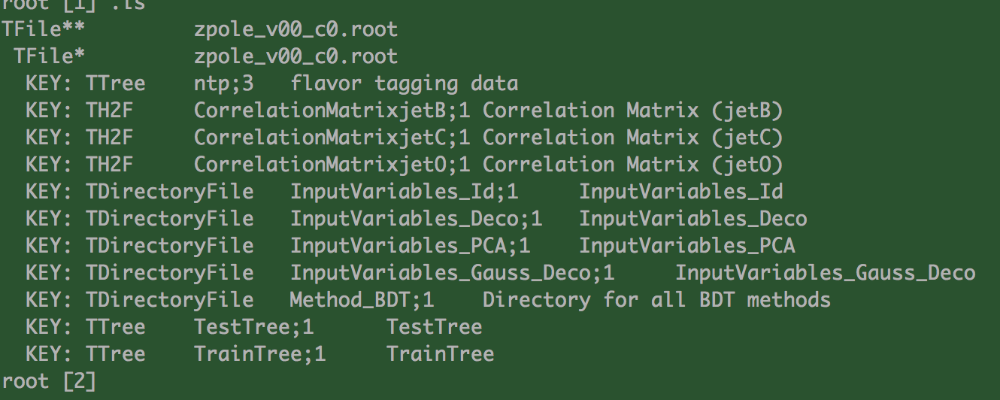 root [1] .ls
TFile** zpole_v00_c0.root
TFile* zpole_v00_c0.root
KEY: TTree ntp;3 flavor tagging data
KEY: TH2F CorrelationMatrixjetB;1 Correlation Matrix (jetB)
KEY: TH2F CorrelationMatrixjetC;1 Correlation Matrix (jetC)
KEY: TH2F CorrelationMatrixjetO;1 Correlation Matrix (jetO)
KEY: TDirectoryFile InputVariables_Id;1 InputVariables_Id
KEY: TDirectoryFile InputVariables_Deco;1 InputVariables_Deco
KEY: TDirectoryFile InputVariables_PCA;1 InputVariables_PCA
KEY: TDirectoryFile InputVariables_Gauss_Deco;1 InputVariables_Gauss_Deco
KEY: TDirectoryFile Method_BDT;1 Directory for all BDT methods
KEY: TTree TestTree;1 TestTree
KEY: TTree TrainTree;1 TrainTree
root [2]